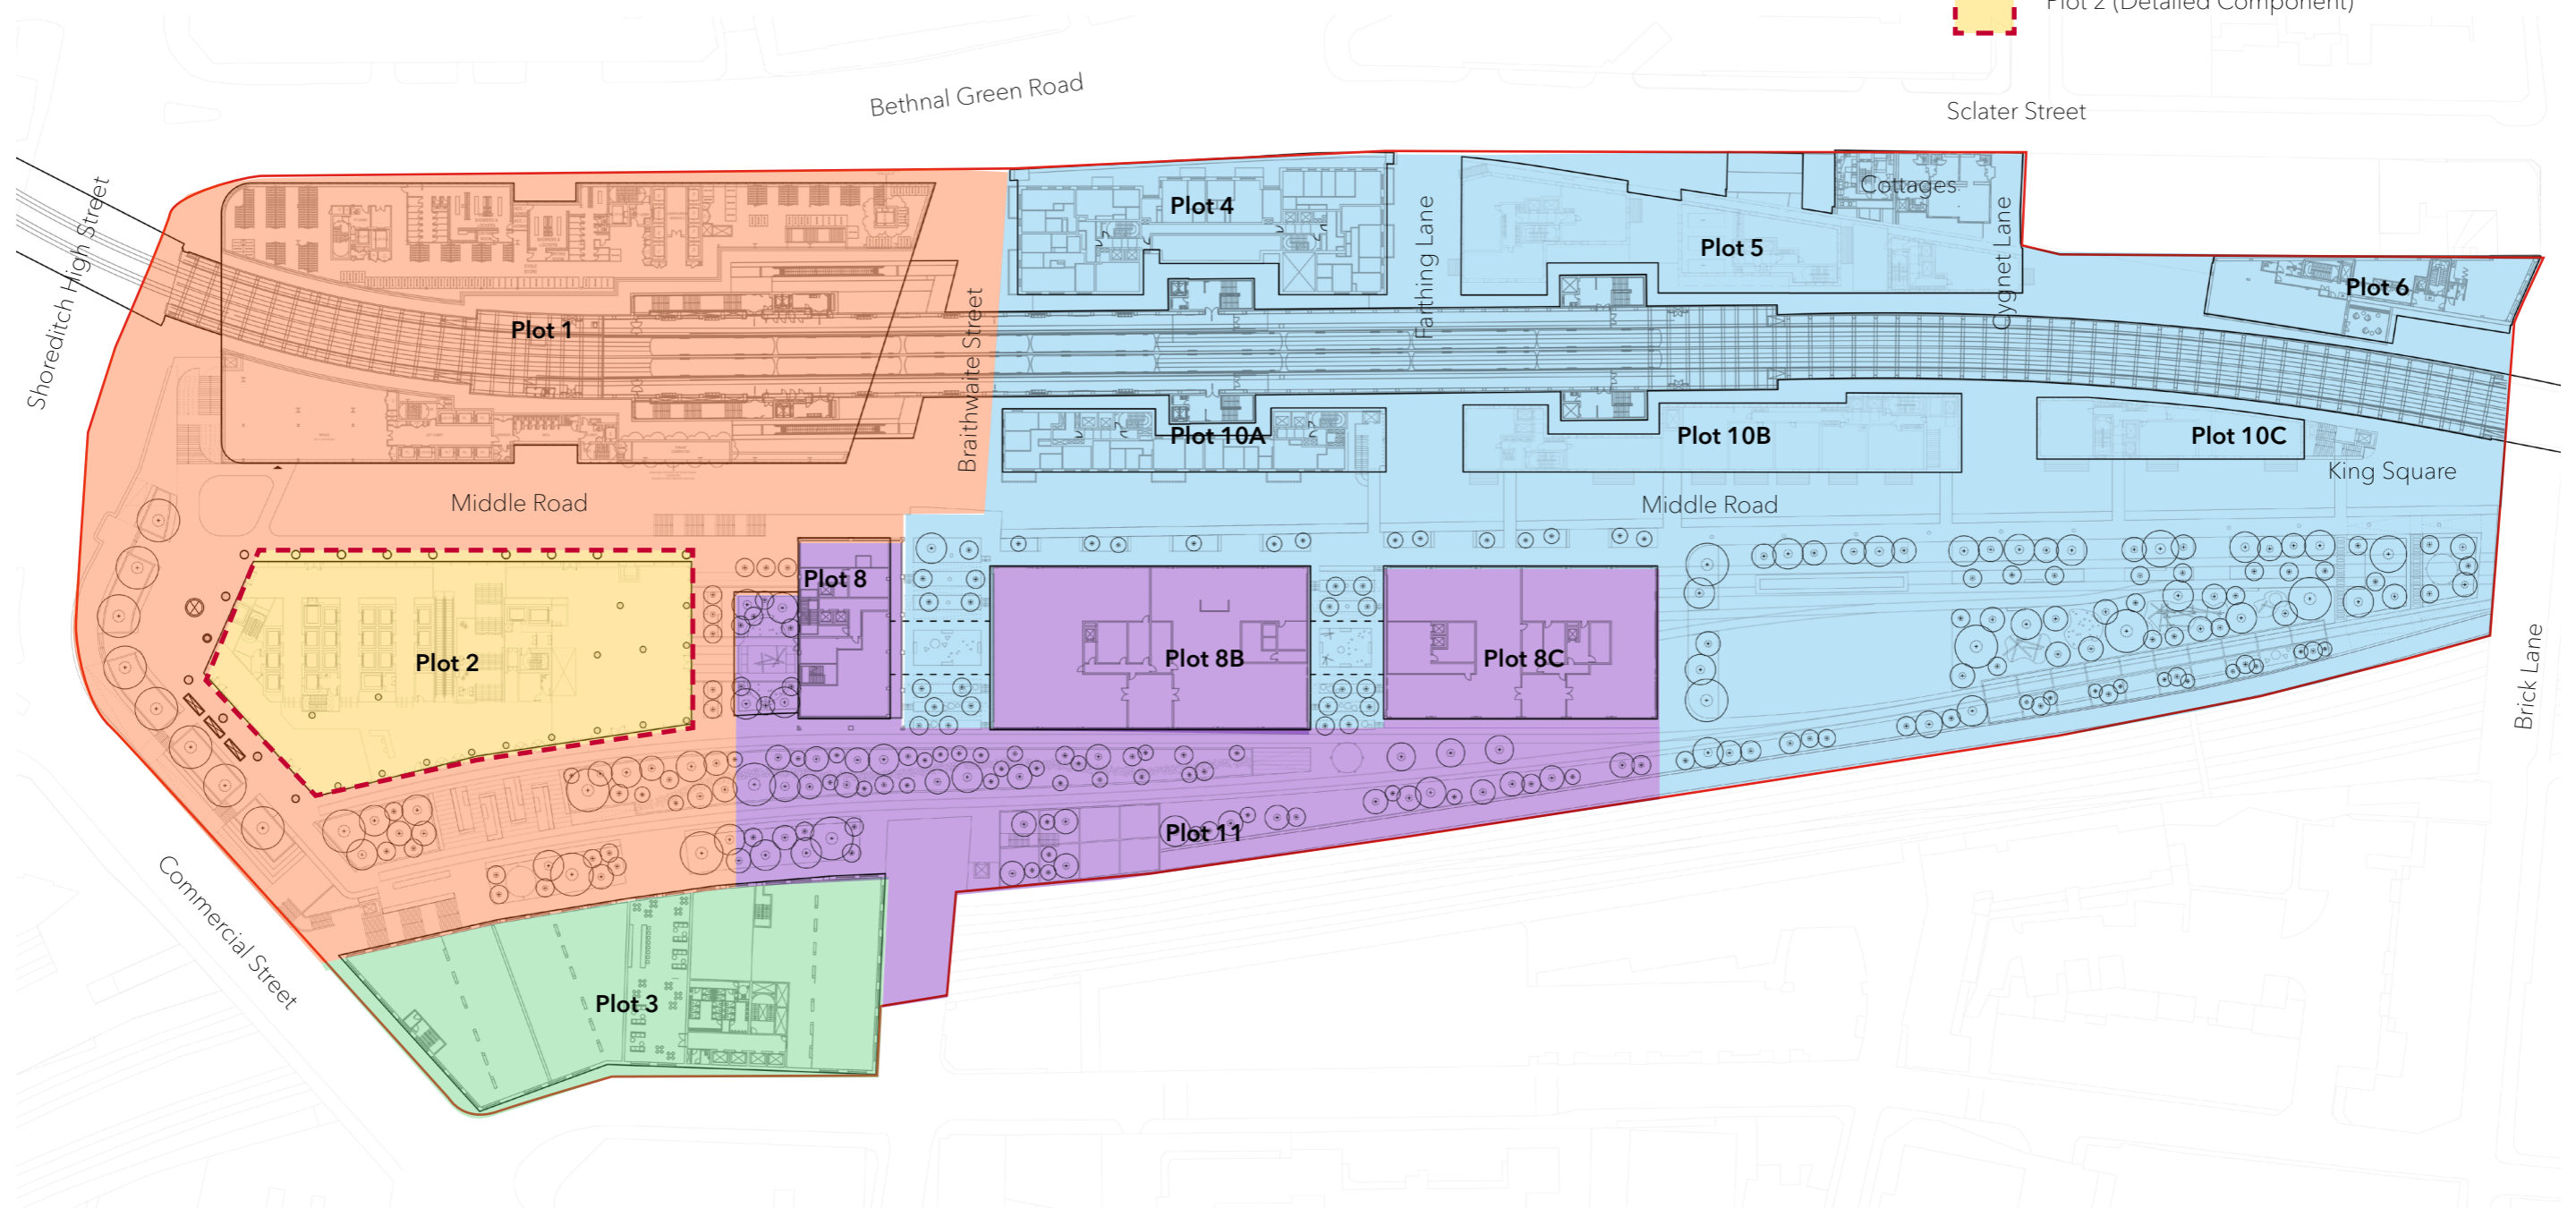 Plot 2 (Detailed Component)
Bethnal Green Road
Sclater Street
Shoreditch High Street
Cottages
Plot 4
Farthing Lane
Plot 5
Cygnet Lane
Plot 6
Plot 1
Braithwaite Street
Plot 10A
Plot 10B
Plot 10C
King Square
Middle Road
Middle Road
Plot 8
Plot 2
Plot 8B
Plot 8C
Brick Lane
Plot 11
Commercial Street
Plot 3